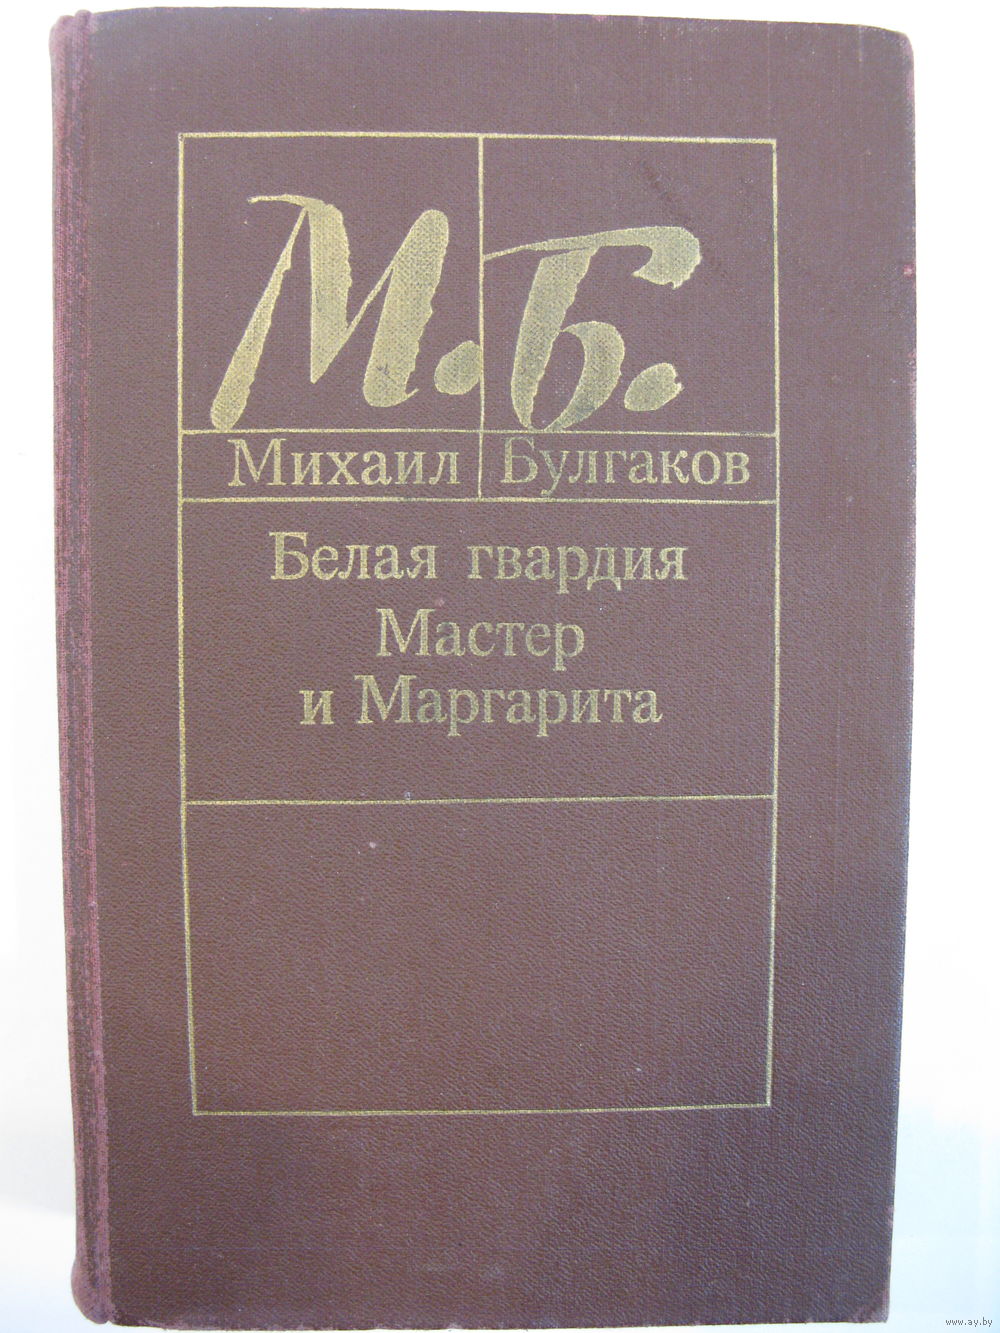 М. Б.
Михаил Булгаков
Белая гвардия
Мастер
и Маргарита
www.ay.by